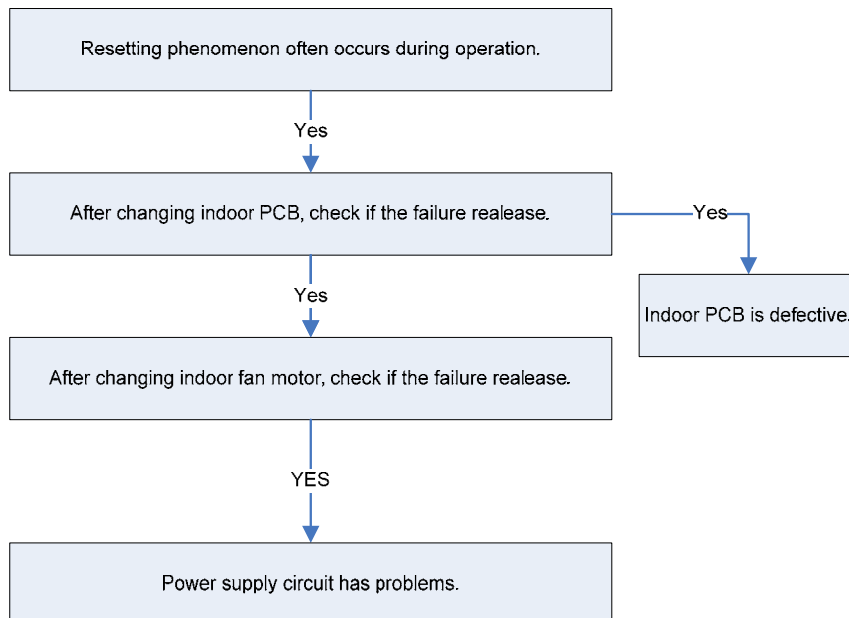 Resetting phenomenon often occurs during operation.
Yes
After changing indoor PCB, check if the failure realease.
Yes
Indoor PCB is defective.
Yes
After changing indoor fan motor, check if the failure realease.
YES
Power supply circuit has problems.